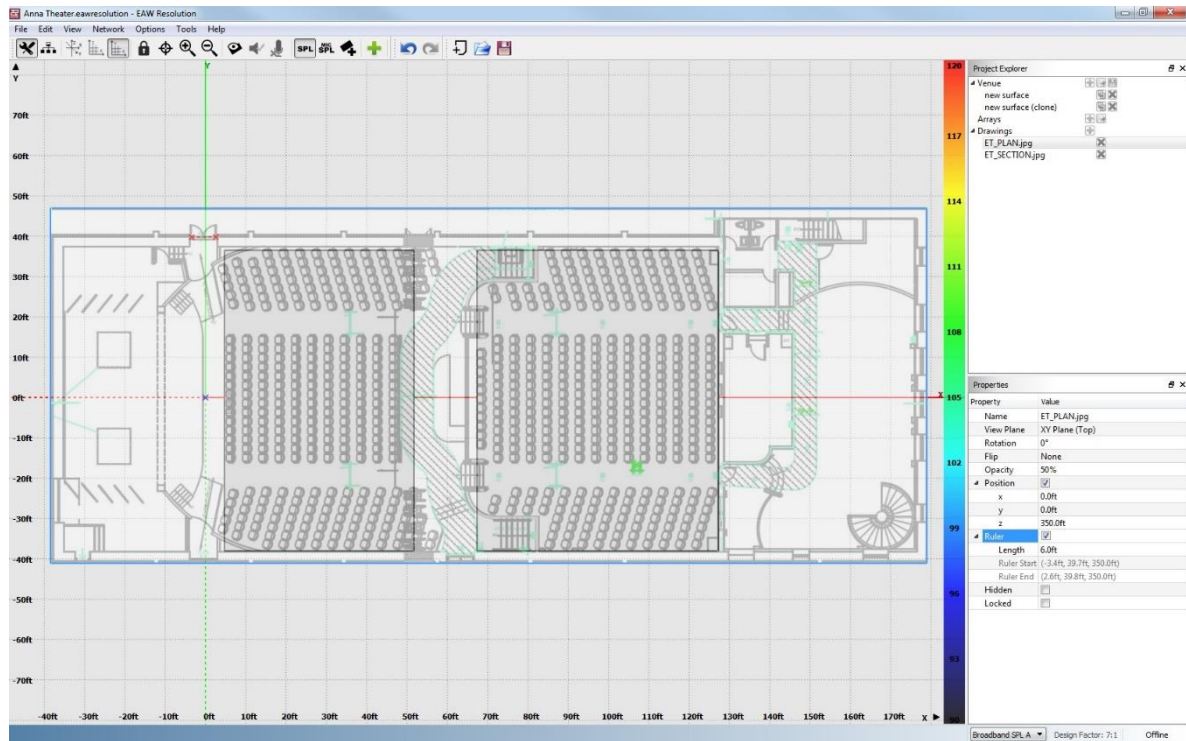 Anna Theater.eawresolution - EAW Resolution
File Edit View Network Options Tools Help
SPL MIC SPL
Y
Y
70ft
60ft
50ft
40ft
30ft
20ft
10ft
0ft
-10ft
-20ft
-30ft
-40ft
-50ft
-60ft
-70ft
-40ft -30ft -20ft -10ft 0ft 10ft 20ft 30ft 40ft 50ft 60ft 70ft 80ft 90ft 100ft 110ft 120ft 130ft 140ft 150ft 160ft 170ft X
X
120
117
114
111
108
105
102
99
96
93
90
Project Explorer
Venue
new surface
new surface (clone)
Arrays
Drawings
ET_PLAN.jpg
ET_SECTION.jpg
Properties
Property Value
Name ET_PLAN.jpg
View Plane XY Plane (Top)
Rotation 0°
Flip None
Opacity 50%
Position
x 0.0ft
y 0.0ft
z 350.0ft
Ruler
Length 6.0ft
Ruler Start (-3.4ft, 39.7ft, 350.0ft)
Ruler End (2.6ft, 39.8ft, 350.0ft)
Hidden
Locked
Broadband SPL A Design Factor: 7:1 Offline